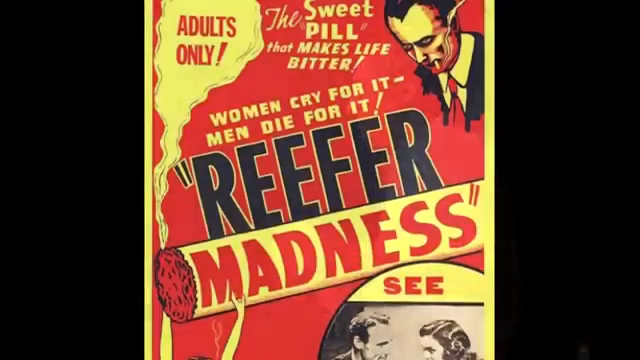 ADULTS
ONLY!
The Sweet
"PILL"
that MAKES LIFE
BITTER!
WOMEN CRY FOR IT-
MEN DIE FOR IT!
"REEFER
MADNESS"
SEE